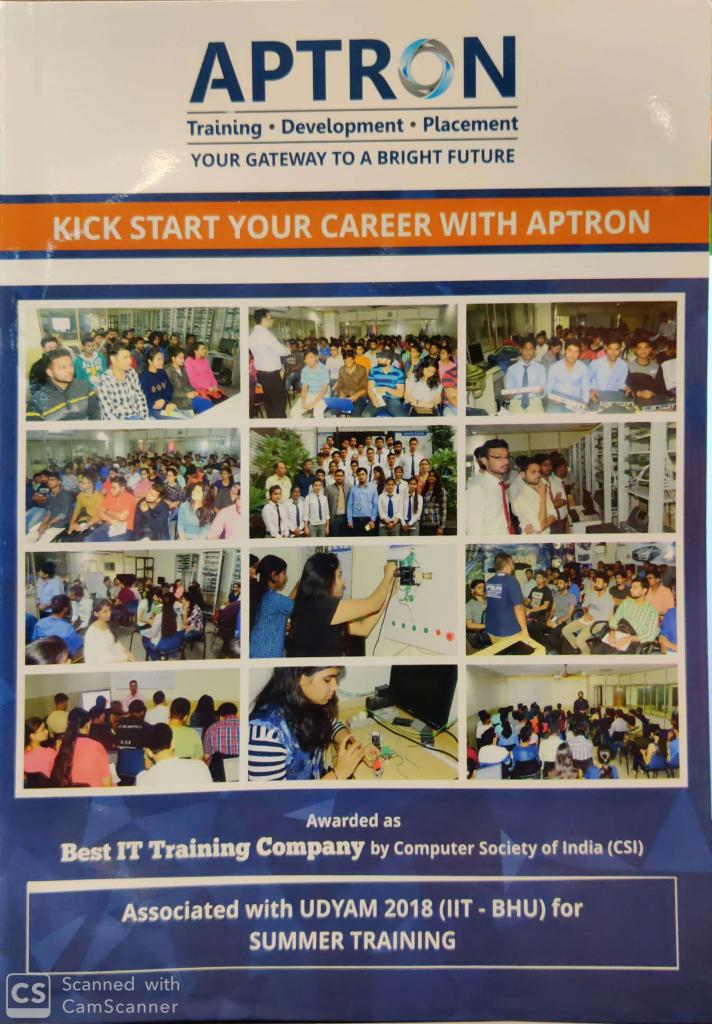 APTRON
Training • Development • Placement
YOUR GATEWAY TO A BRIGHT FUTURE
KICK START YOUR CAREER WITH APTRON
APTRON
Awarded as
Best IT Training Company by Computer Society of India (CSI)
Associated with UDYAM 2018 (IIT - BHU) for
SUMMER TRAINING
CS Scanned with
CamScanner